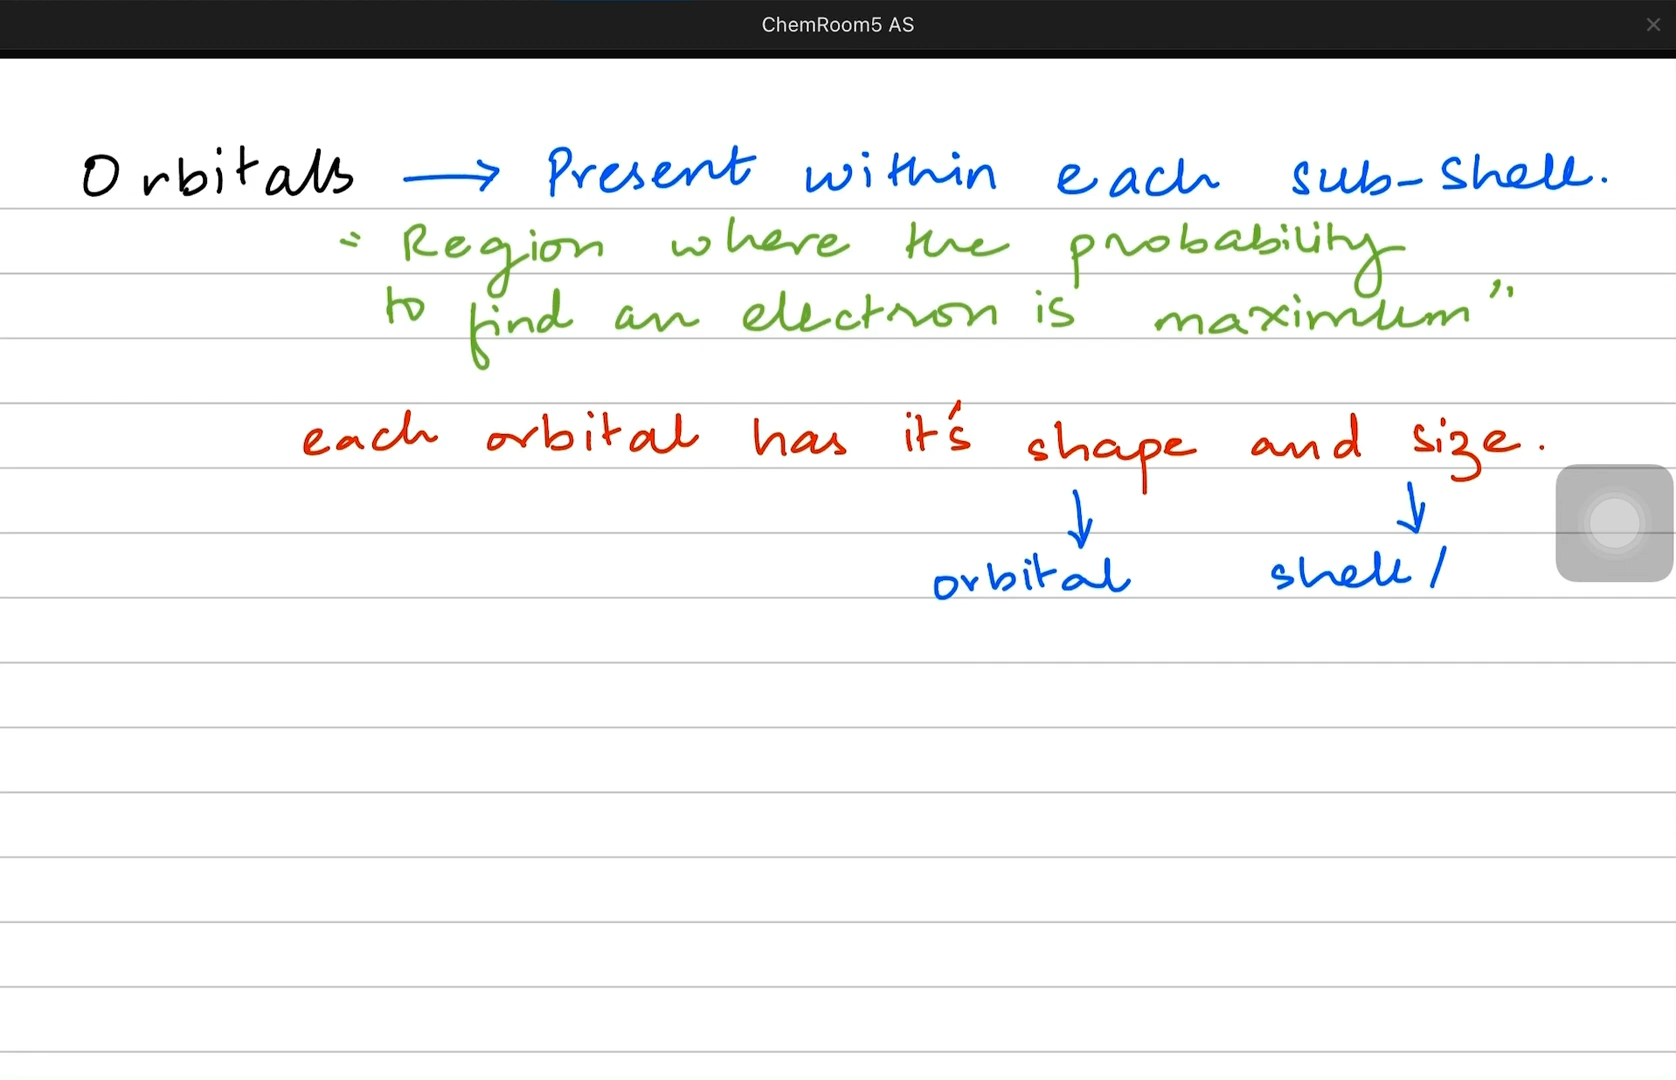 ChemRoom5 AS
Orbitals → Present within each sub-shell.
" Region where the probability
to find an electron is maximum"
each orbital has it's shape and size.
↓ ↓
orbital shell /